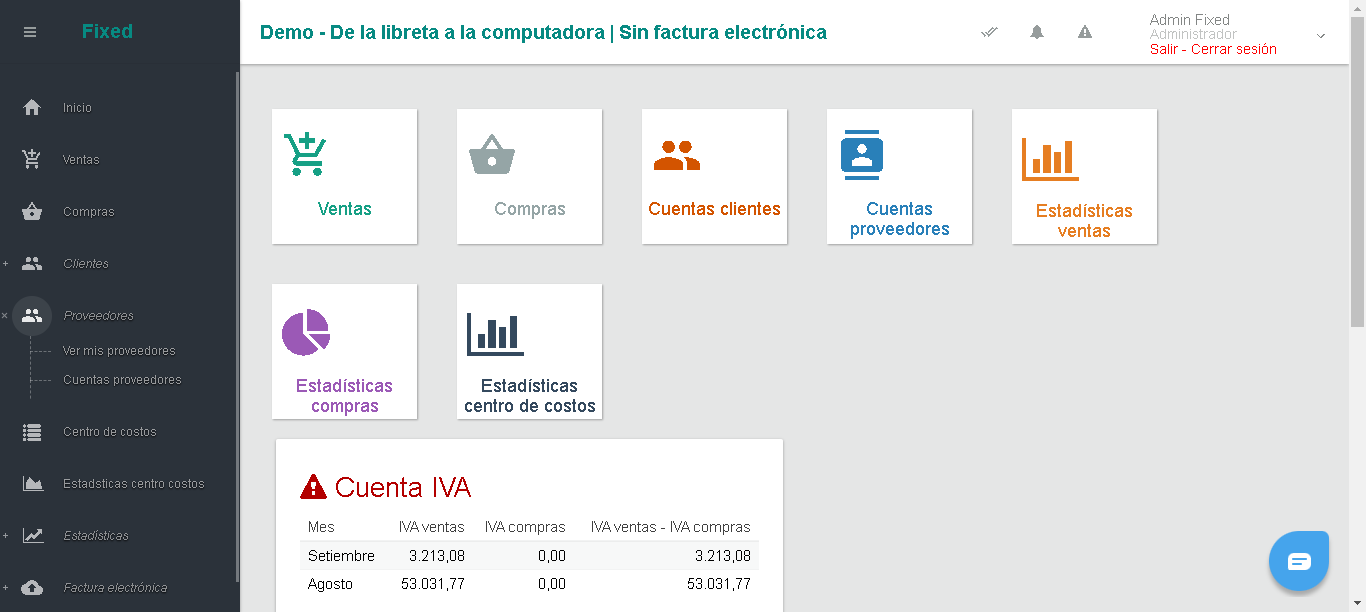 Fixed
Demo - De la libreta a la computadora | Sin factura electrónica
Admin Fixed
Administrador
Salir - Cerrar sesión
Inicio
Ventas
Compras
+ Clientes
× Proveedores
Ver mis proveedores
Cuentas proveedores
Centro de costos
Estadsticas centro costos
+ Estadísticas
+ Factura electrónica
Ventas
Compras
Cuentas clientes
Cuentas
proveedores
Estadísticas
ventas
Estadísticas
compras
Estadísticas
centro de costos
Cuenta IVA
Mes IVA ventas IVA compras IVA ventas - IVA compras
Setiembre 3.213,08 0,00 3.213,08
Agosto 53.031,77 0,00 53.031,77